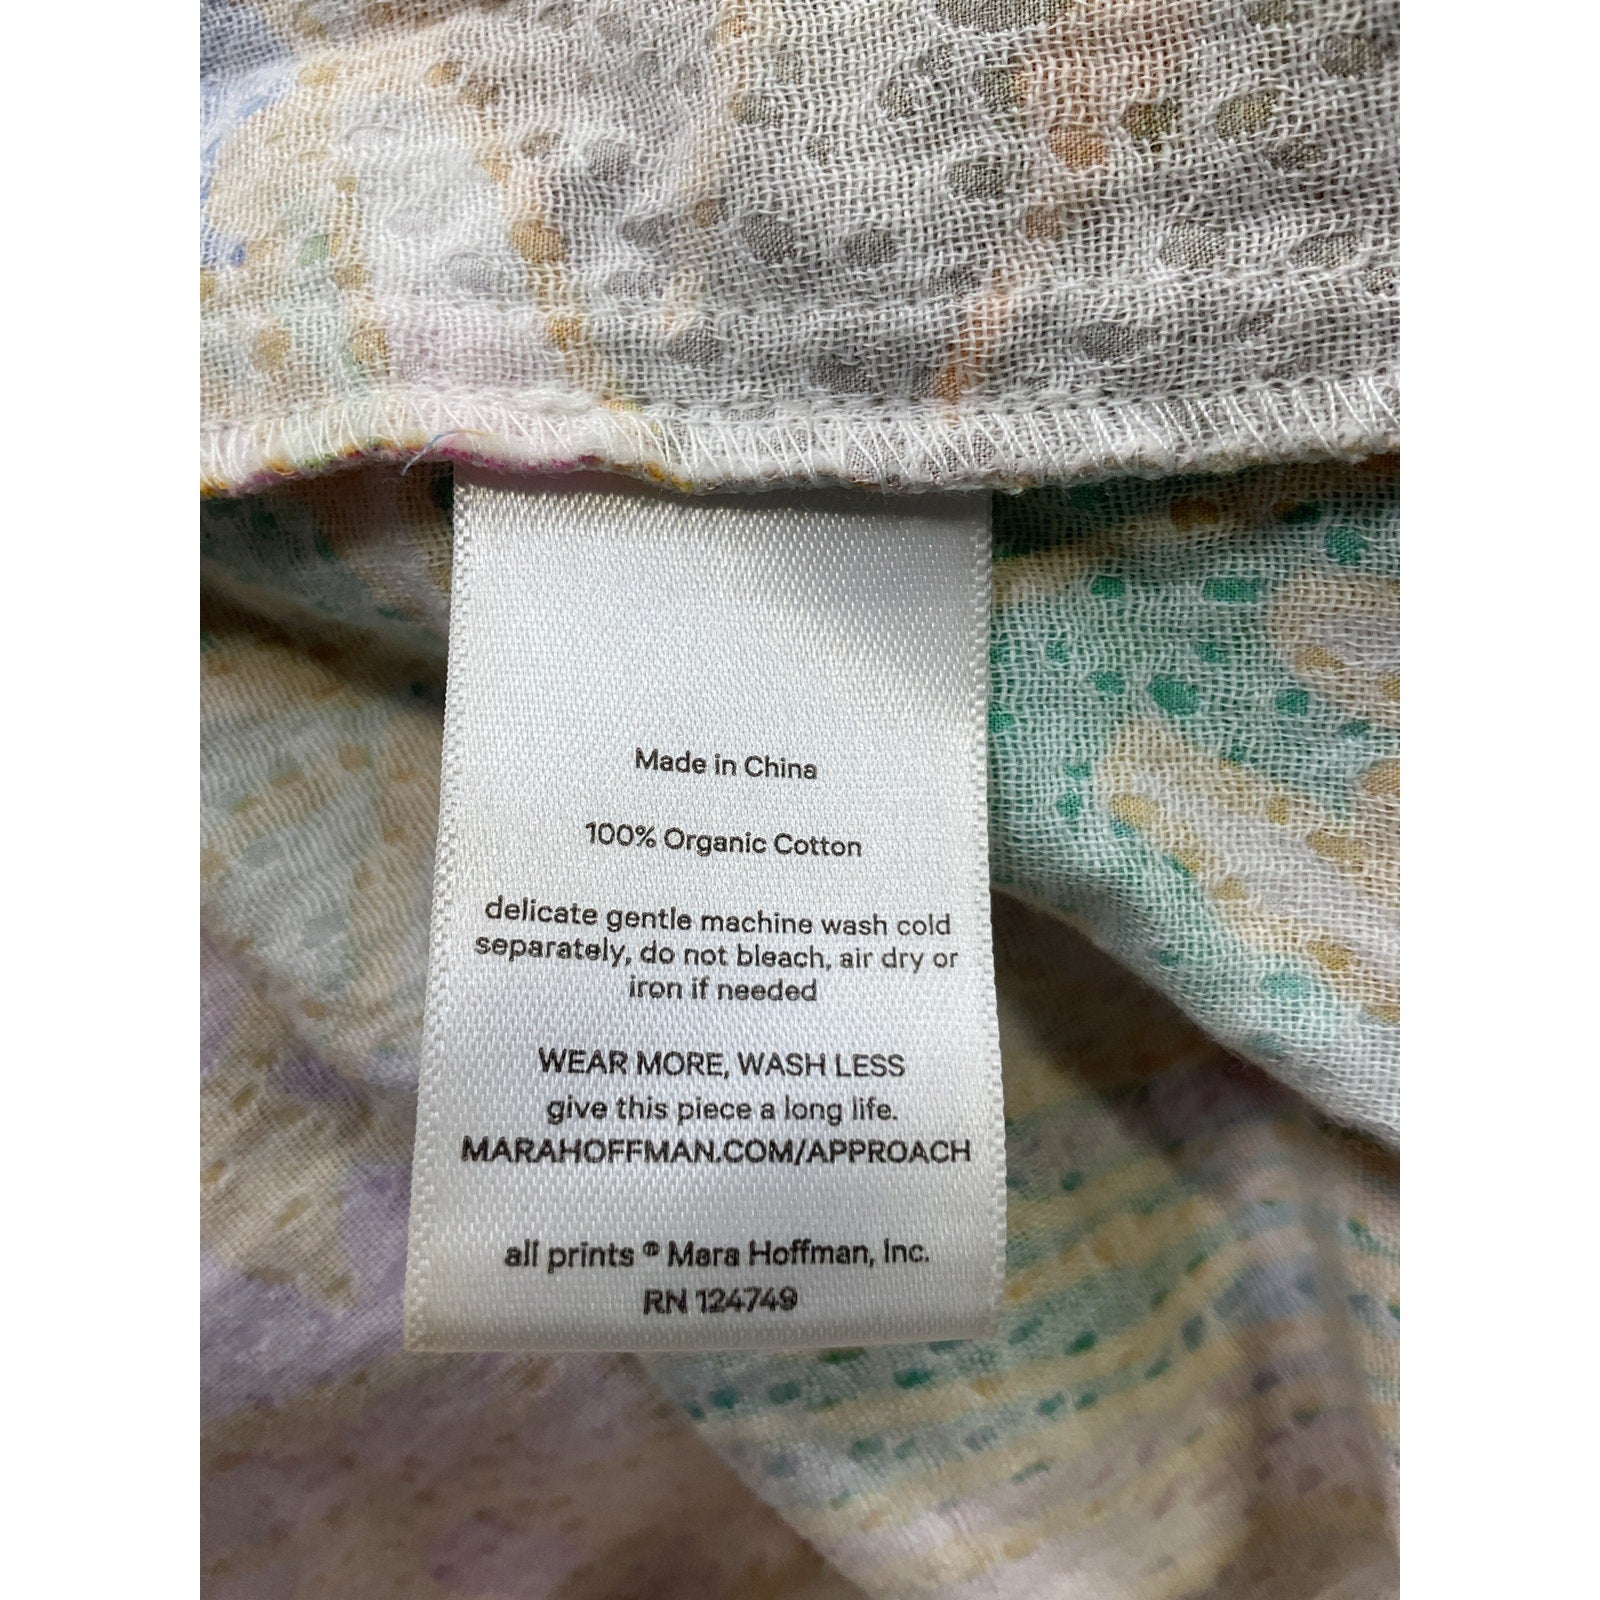 Made in China
100% Organic Cotton
delicate gentle machine wash cold
separately, do not bleach, air dry or
iron if needed
WEAR MORE, WASH LESS
give this piece a long life.
MARAHOFFMAN.COM/APPROACH
all prints ® Mara Hoffman, Inc.
RN 124749